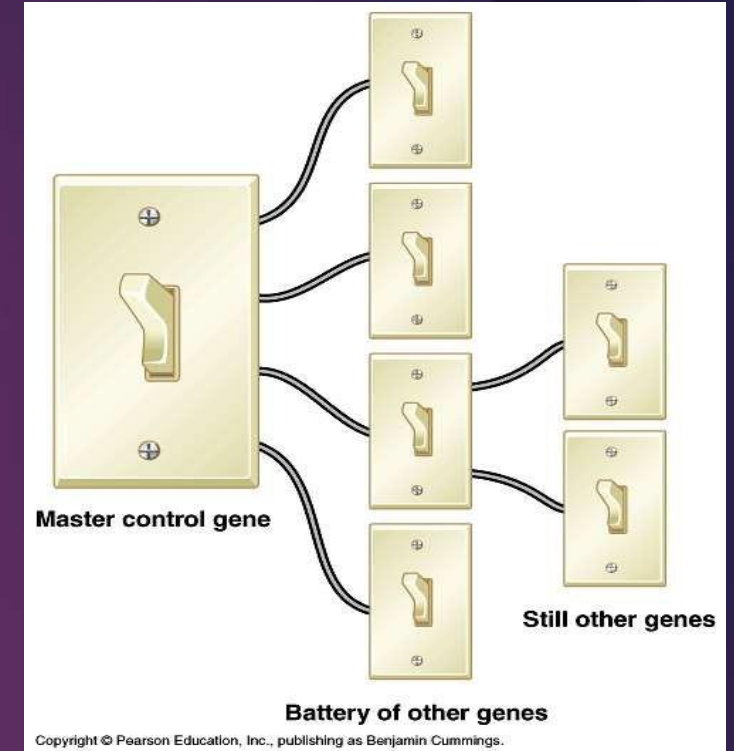 Master control gene
Still other genes
Battery of other genes
Copyright © Pearson Education, Inc., publishing as Benjamin Cummings.